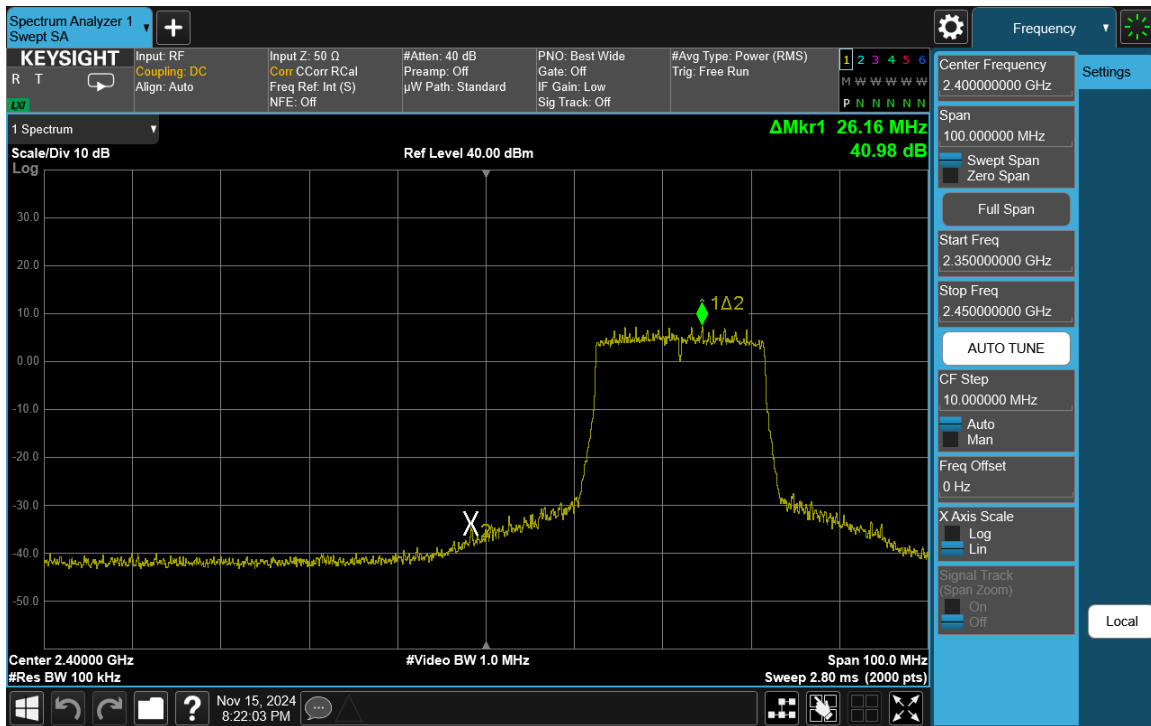 Spectrum Analyzer 1
Swept SA
Frequency
KEYSIGHT
R T
LXI
Input: RF
Coupling: DC
Align: Auto
Input Z: 50 Ω
Corr CCorr RCal
Freq Ref: Int (S)
NFE: Off
#Atten: 40 dB
Preamp: Off
µW Path: Standard
PNO: Best Wide
Gate: Off
IF Gain: Low
Sig Track: Off
#Avg Type: Power (RMS)
Trig: Free Run
1 2 3 4 5 6
M W W W W W
P N N N N N
1 Spectrum
Scale/Div 10 dB
Log
Ref Level 40.00 dBm
ΔMkr1 26.16 MHz
40.98 dB
30.0
20.0
10.0
0.00
-10.0
-20.0
-30.0
-40.0
-50.0
1Δ2
X2
Center 2.40000 GHz
#Res BW 100 kHz
#Video BW 1.0 MHz
Span 100.0 MHz
Sweep 2.80 ms (2000 pts)
Center Frequency
2.400000000 GHz
Settings
Span
100.000000 MHz
Swept Span
Zero Span
Full Span
Start Freq
2.350000000 GHz
Stop Freq
2.450000000 GHz
AUTO TUNE
CF Step
10.000000 MHz
Auto
Man
Freq Offset
0 Hz
X Axis Scale
Log
Lin
Signal Track
(Span Zoom)
On
Off
Local
?
Nov 15, 2024
8:22:03 PM